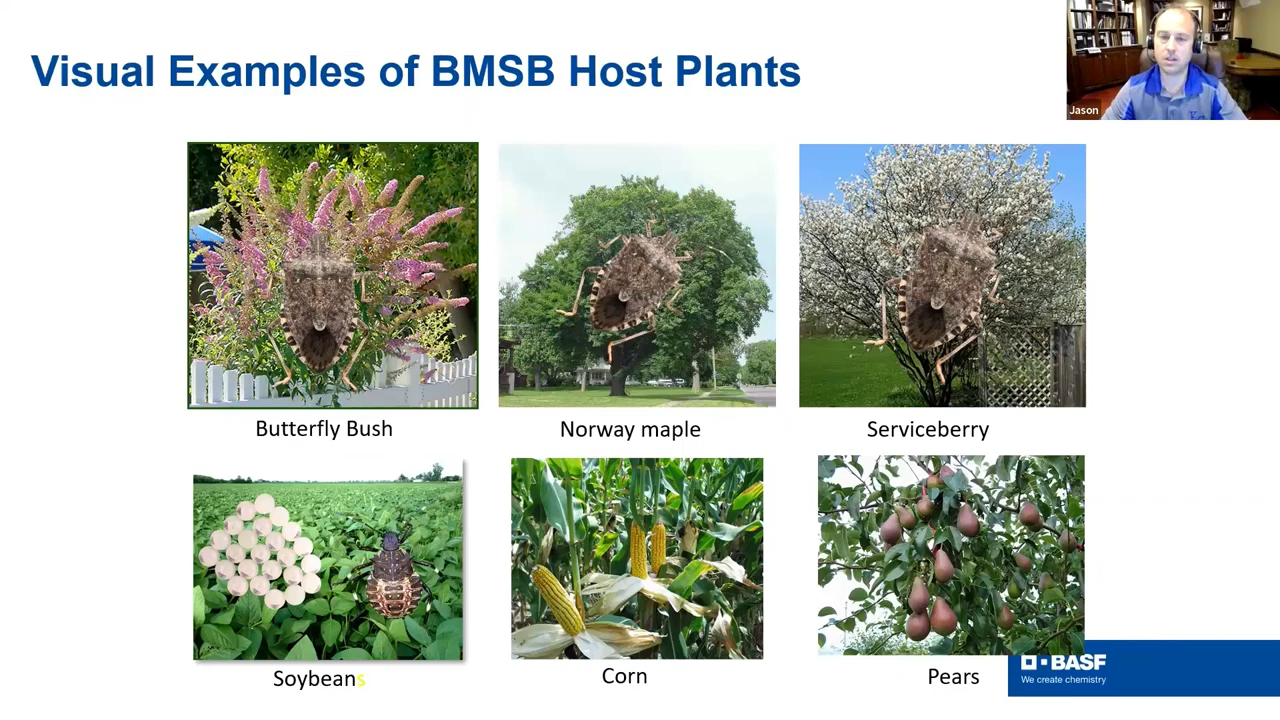 Visual Examples of BMSB Host Plants
Jason
Butterfly Bush
Norway maple
Serviceberry
Soybeans
Corn
Pears
BASF
We create chemistry